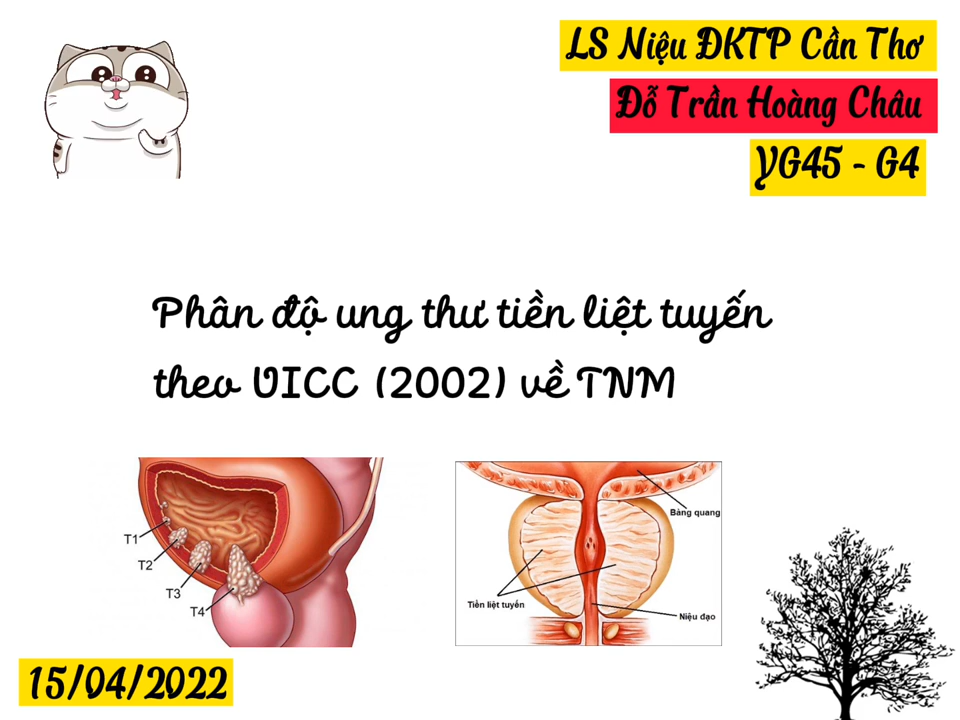 LS Niệu ĐKTP Cần Thơ
Đỗ Trần Hoàng Châu
YG45 - G4
Phân độ ung thư tiền liệt tuyến
theo UICC (2002) về TNM
T1
T2
T3
T4
Bàng quang
Tiền liệt tuyến
Niệu đạo
15/04/2022